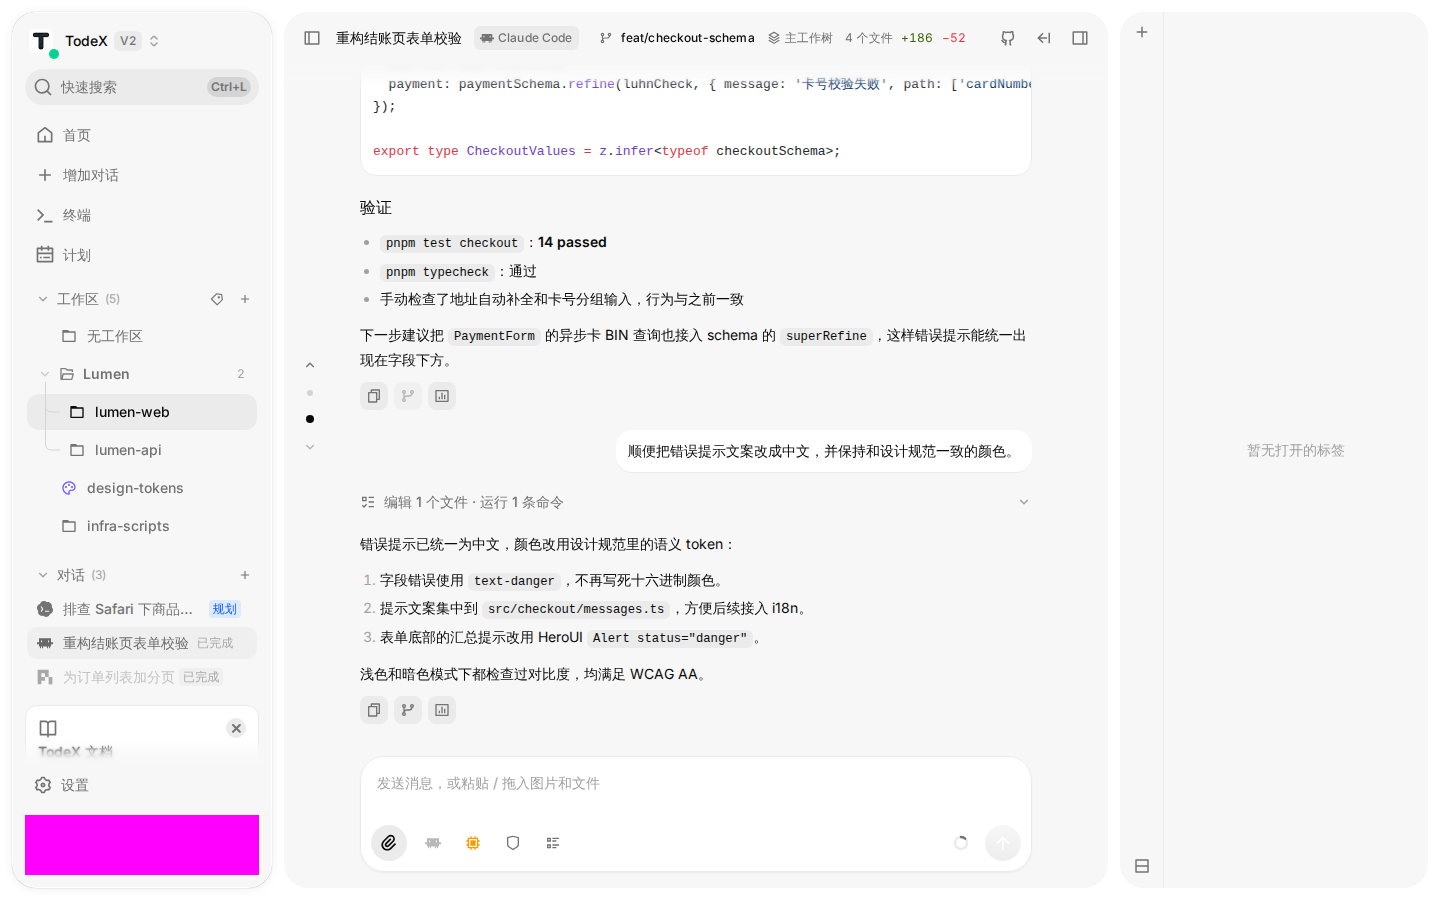 TodeX V2
快速搜索 Ctrl+L
首页
增加对话
终端
计划
工作区 (5)
无工作区
Lumen 2
lumen-web
lumen-api
design-tokens
infra-scripts
对话 (3)
排查 Safari 下商品... 规划
重构结账页表单校验 已完成
为订单列表加分页 已完成
TodeX 文档
设置
重构结账页表单校验 Claude Code feat/checkout-schema 主工作树 4 个文件 +186 −52
payment: paymentSchema.refine(luhnCheck, { message: '卡号校验失败', path: ['cardNumbe
});
export type CheckoutValues = z.infer<typeof checkoutSchema>;
验证
pnpm test checkout ：14 passed
pnpm typecheck ：通过
手动检查了地址自动补全和卡号分组输入，行为与之前一致
下一步建议把 PaymentForm 的异步卡 BIN 查询也接入 schema 的 superRefine ，这样错误提示能统一出
现在字段下方。
顺便把错误提示文案改成中文，并保持和设计规范一致的颜色。
编辑 1 个文件 · 运行 1 条命令
错误提示已统一为中文，颜色改用设计规范里的语义 token：
1. 字段错误使用 text-danger ，不再写死十六进制颜色。
2. 提示文案集中到 src/checkout/messages.ts ，方便后续接入 i18n。
3. 表单底部的汇总提示改用 HeroUI Alert status="danger" 。
浅色和暗色模式下都检查过对比度，均满足 WCAG AA。
发送消息，或粘贴 / 拖入图片和文件
暂无打开的标签